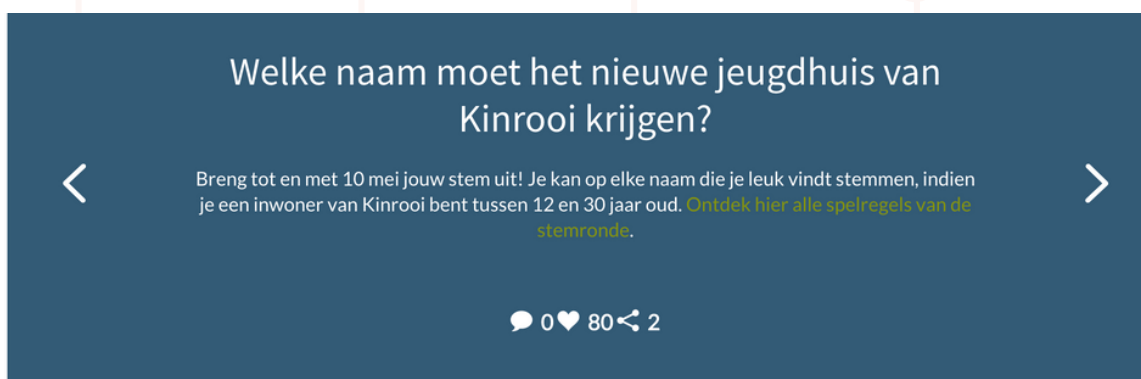 Welke naam moet het nieuwe jeugdhuis van
Kinrooi krijgen?
Breng tot en met 10 mei jouw stem uit! Je kan op elke naam die je leuk vindt stemmen, indien
je een inwoner van Kinrooi bent tussen 12 en 30 jaar oud. Ontdek hier alle spelregels van de
stemronde.
0 80 2